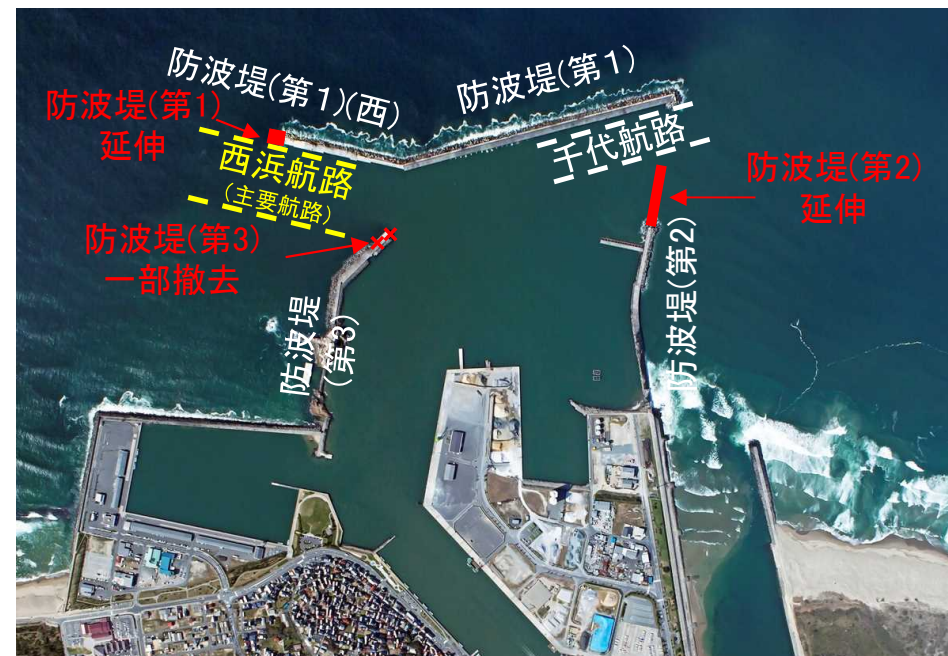 防波堤(第1)(西)
防波堤(第1)
防波堤(第1)
延伸
西浜航路
(主要航路)
千代航路
防波堤(第2)
延伸
防波堤(第3)
一部撤去
防波堤
(第3)
防波堤(第2)